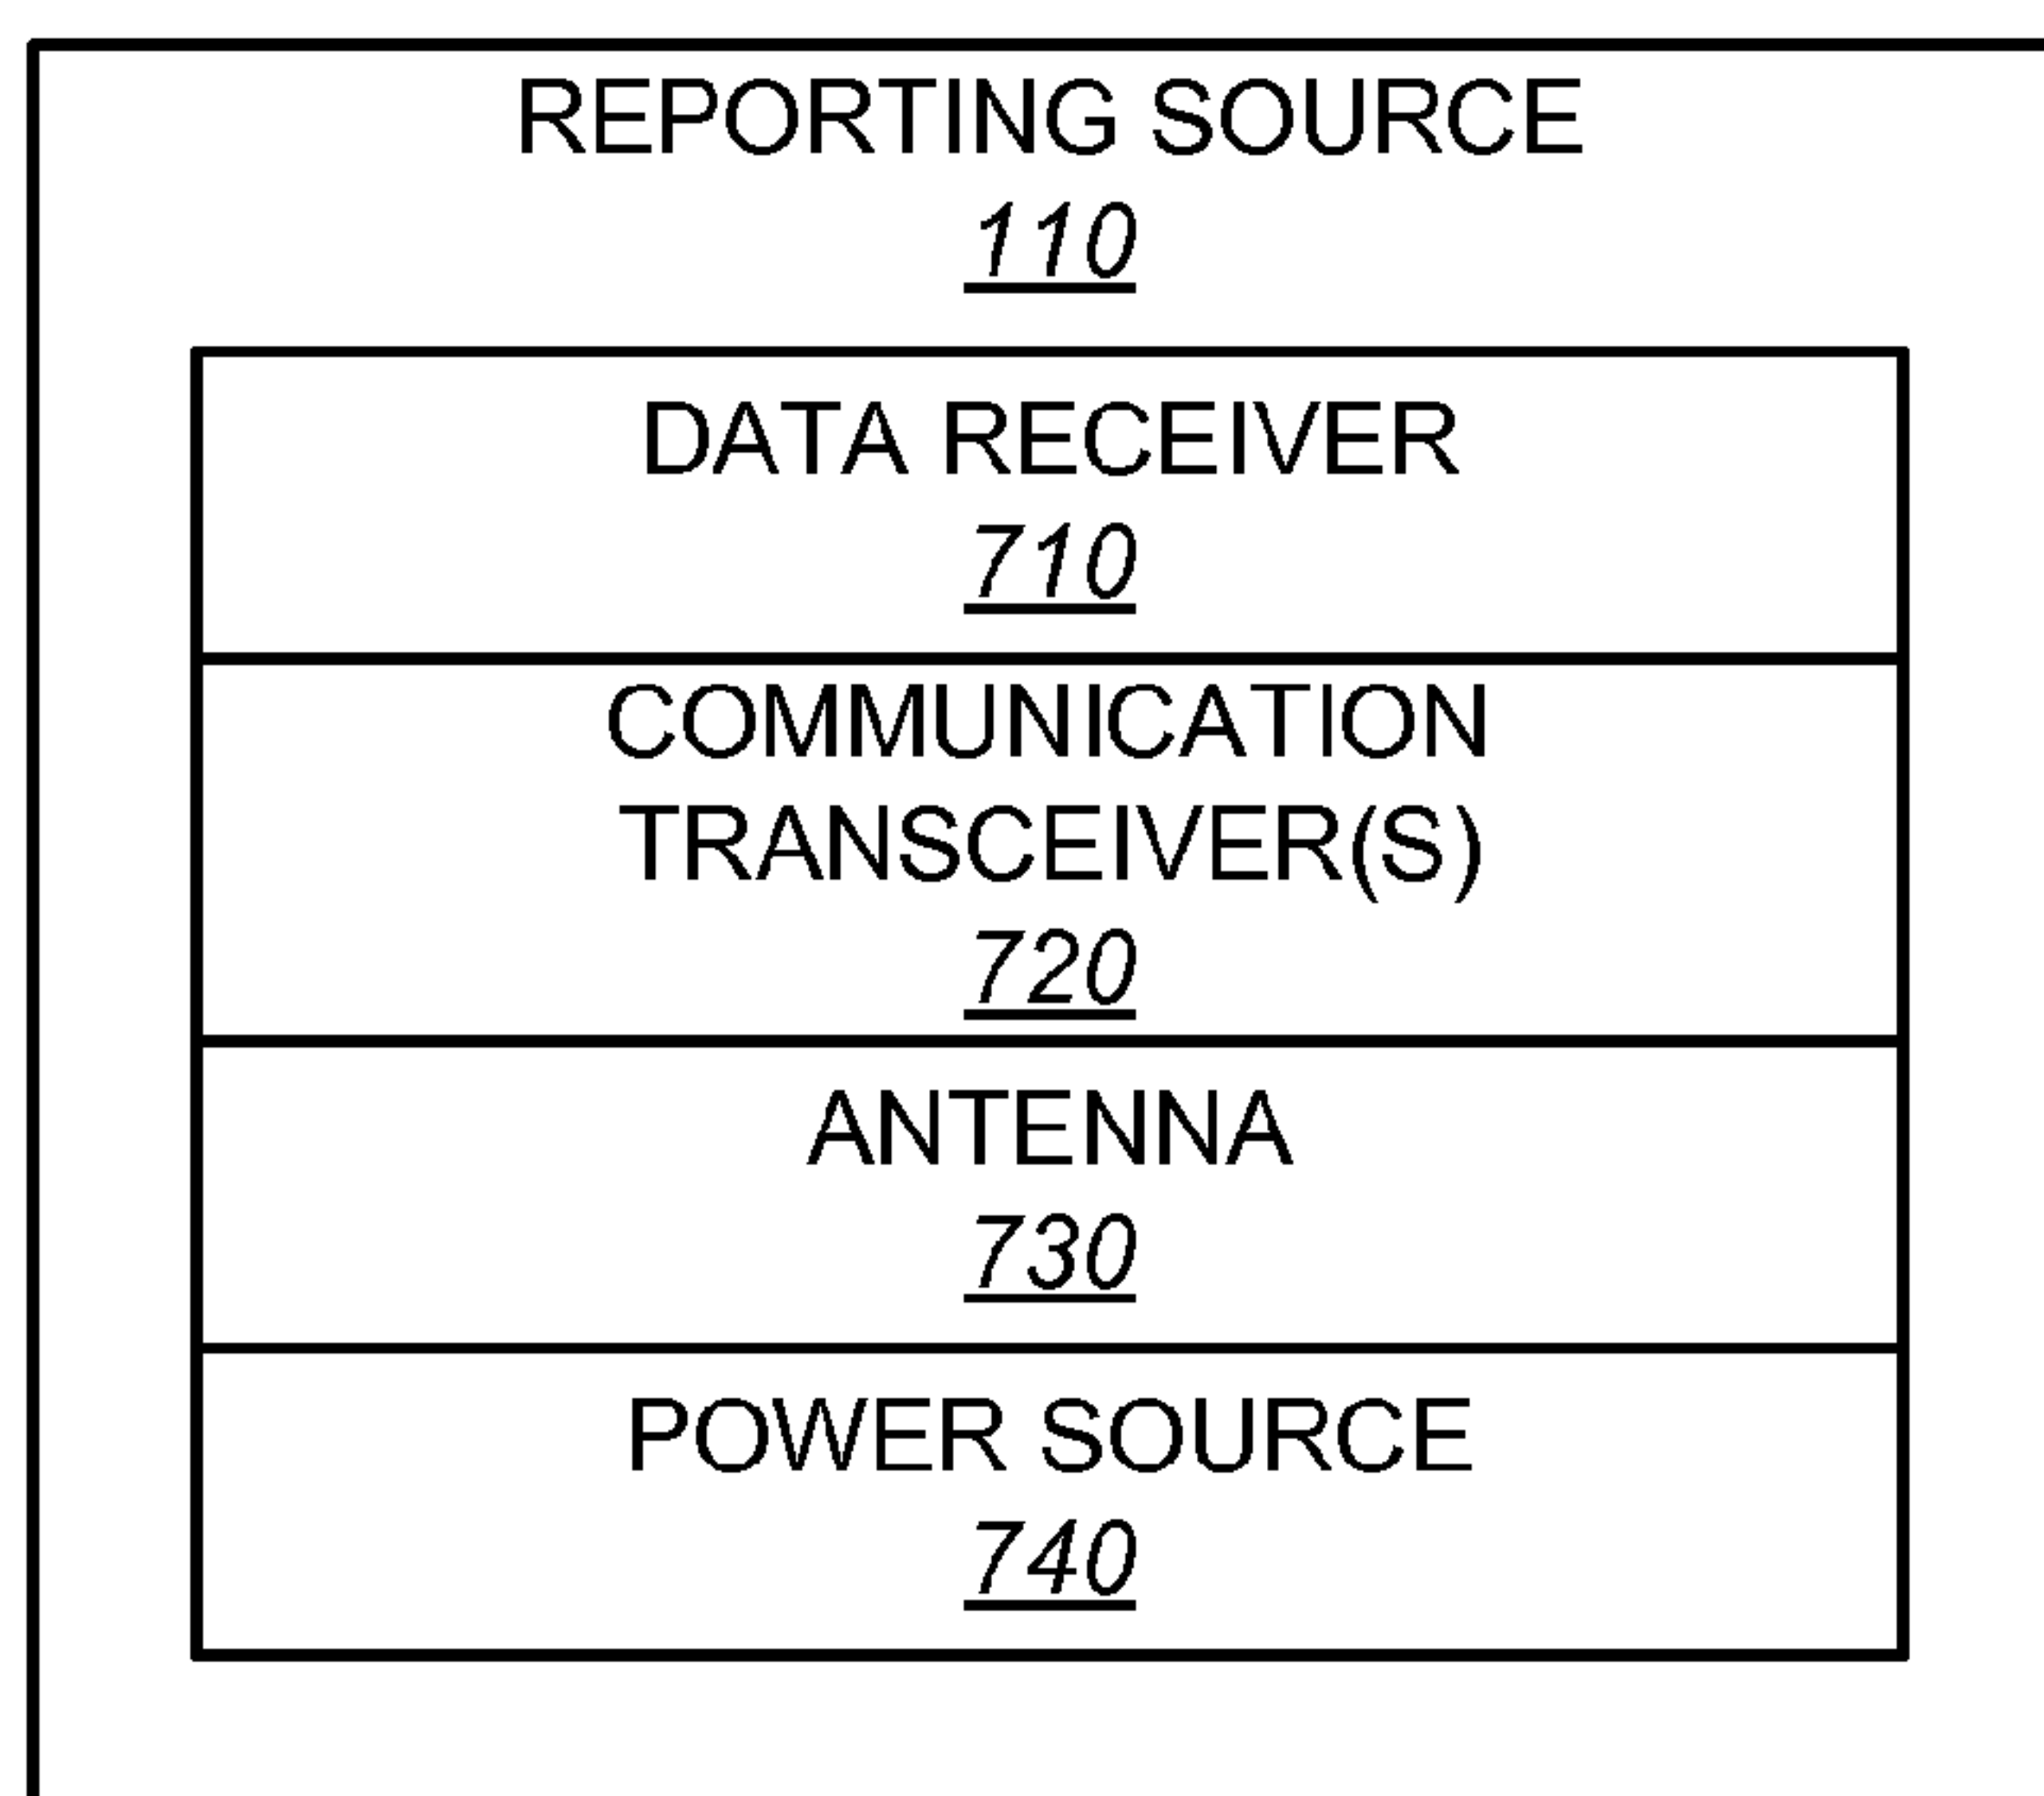 REPORTING SOURCE
110
DATA RECEIVER
710
COMMUNICATION
TRANSCEIVER(S)
720
ANTENNA
730
POWER SOURCE
740